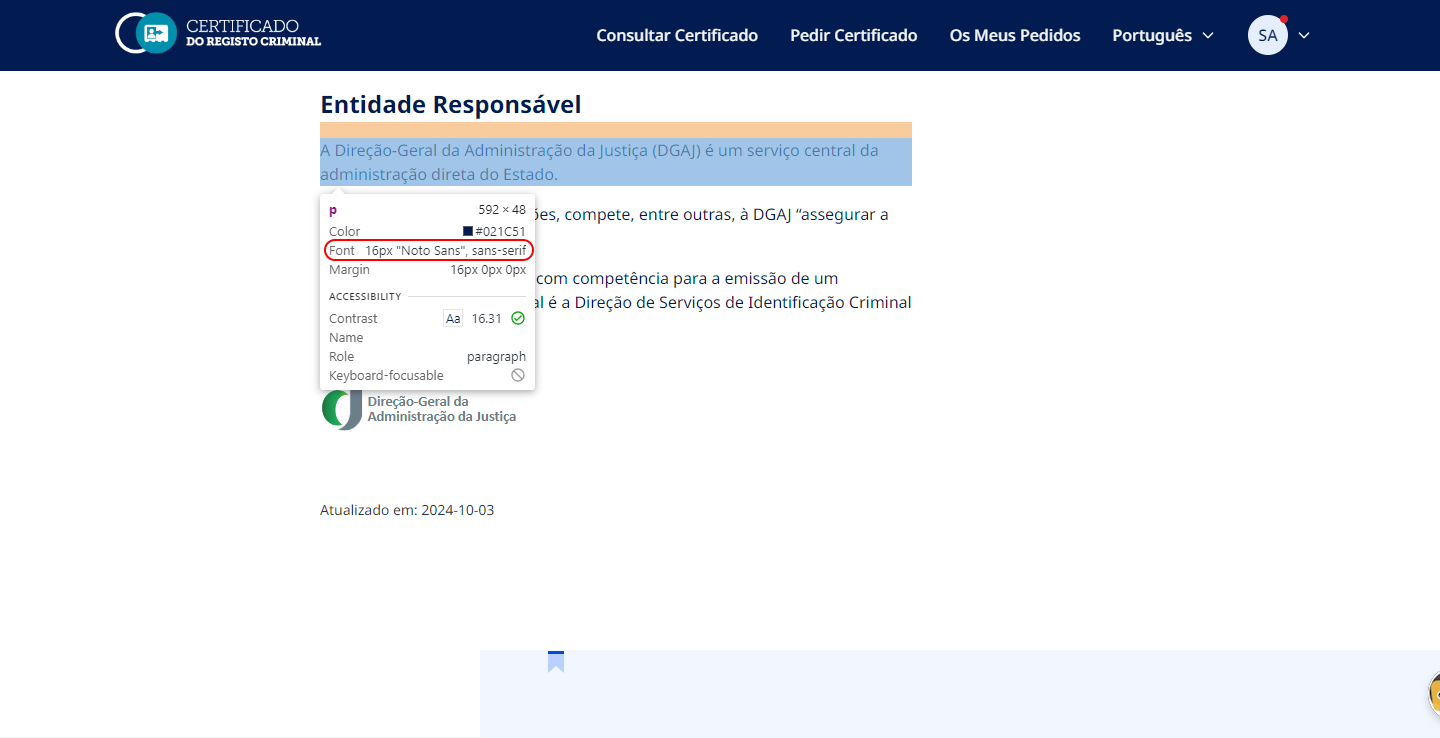 CERTIFICADO
DO REGISTO CRIMINAL
Consultar Certificado
Pedir Certificado
Os Meus Pedidos
Português
SA
Entidade Responsável
A Direção-Geral da Administração da Justiça (DGAJ) é um serviço central da
administração direta do Estado.
p 592 × 48
Color #021C51
Font 16px "Noto Sans", sans-serif
Margin 16px 0px 0px
ACCESSIBILITY
Contrast Aa 16.31
Name
Role paragraph
Keyboard-focusable
compete, entre outras, à DGAJ “assegurar a
com competência para a emissão de um
é a Direção de Serviços de Identificação Criminal
Direção-Geral da
Administração da Justiça
Atualizado em: 2024-10-03